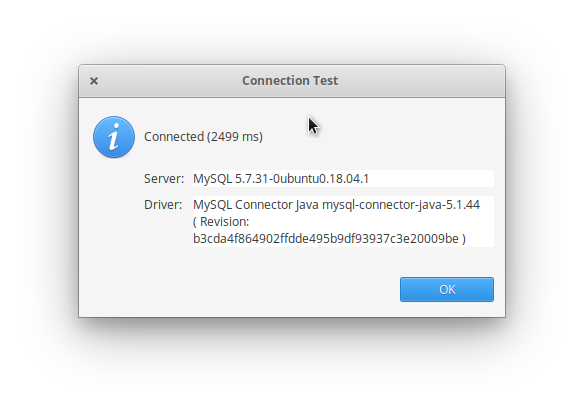 Connection Test
Connected (2499 ms)
Server: MySQL 5.7.31-0ubuntu0.18.04.1
Driver: MySQL Connector Java mysql-connector-java-5.1.44
( Revision:
b3cda4f864902ffdde495b9df93937c3e20009be )
OK